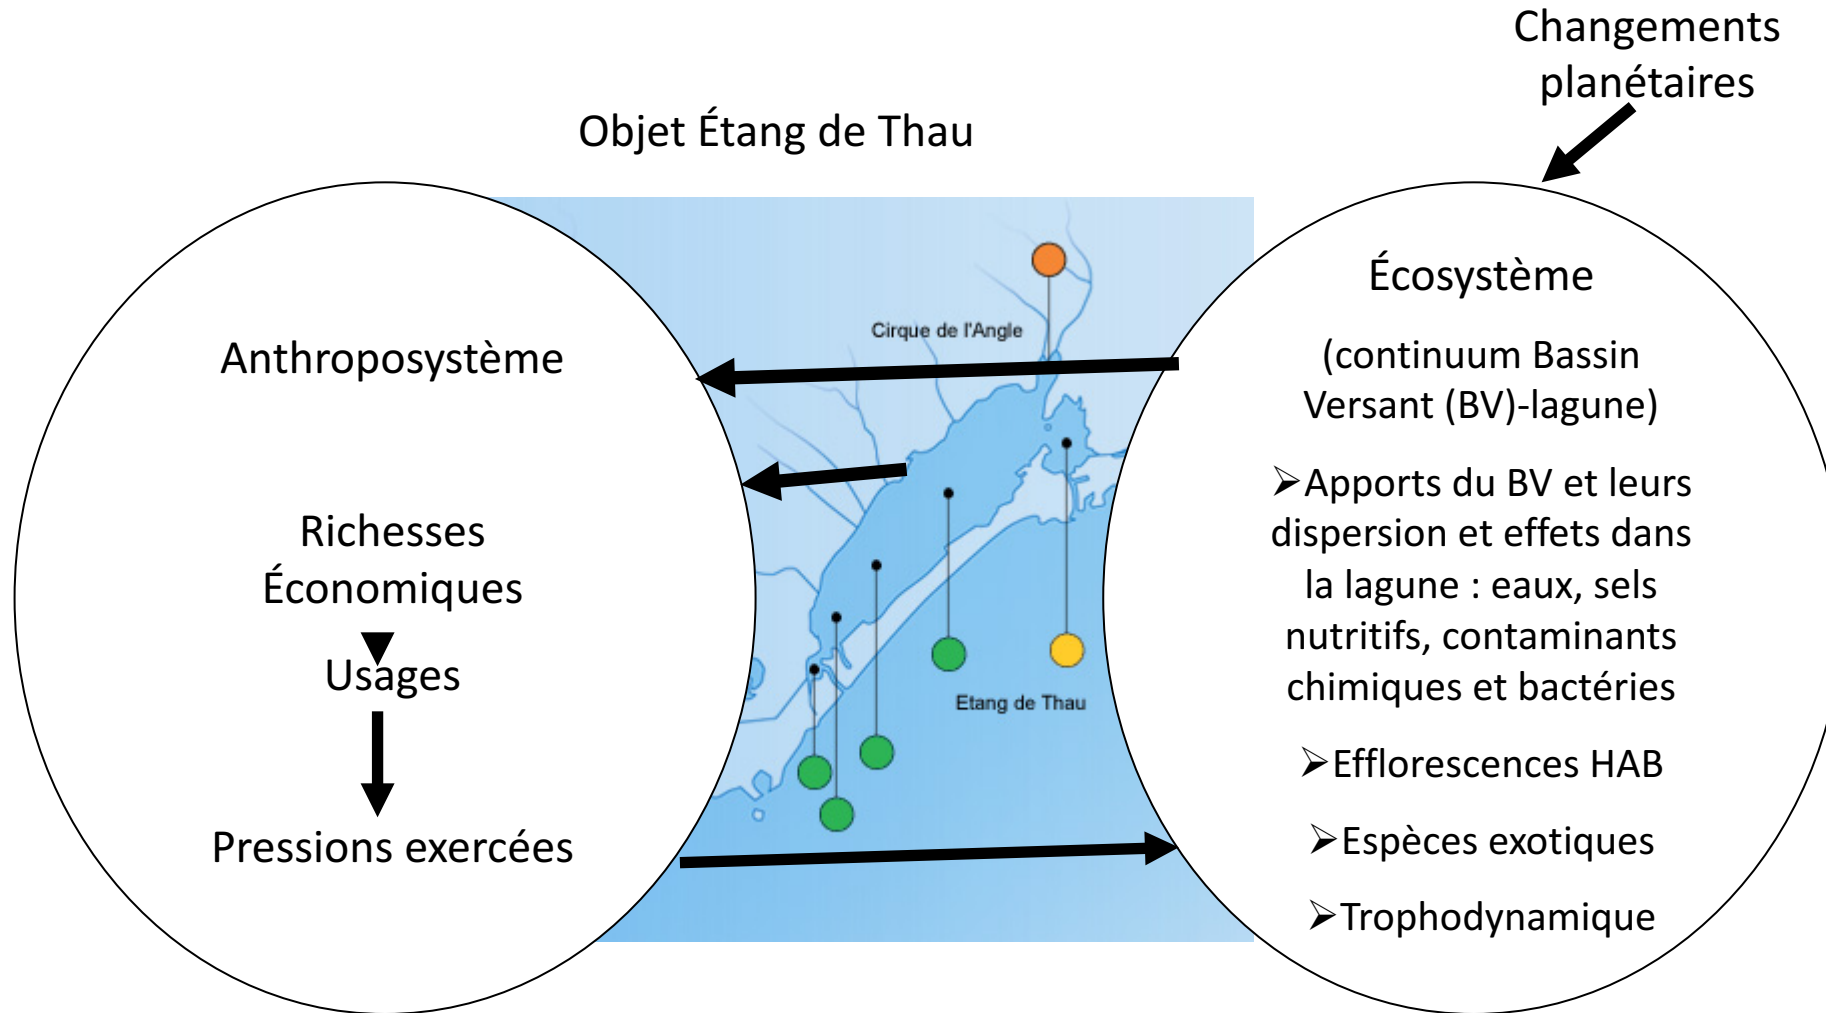 Changements
planétaires
Objet Étang de Thau
Anthroposystème
Richesses
Économiques
Usages
Pressions exercées
Cirque de l'Angle
Etang de Thau
Écosystème
(continuum Bassin
Versant (BV)-lagune)
➢Apports du BV et leurs
dispersion et effets dans
la lagune : eaux, sels
nutritifs, contaminants
chimiques et bactéries
➢Efflorescences HAB
➢Espèces exotiques
➢Trophodynamique